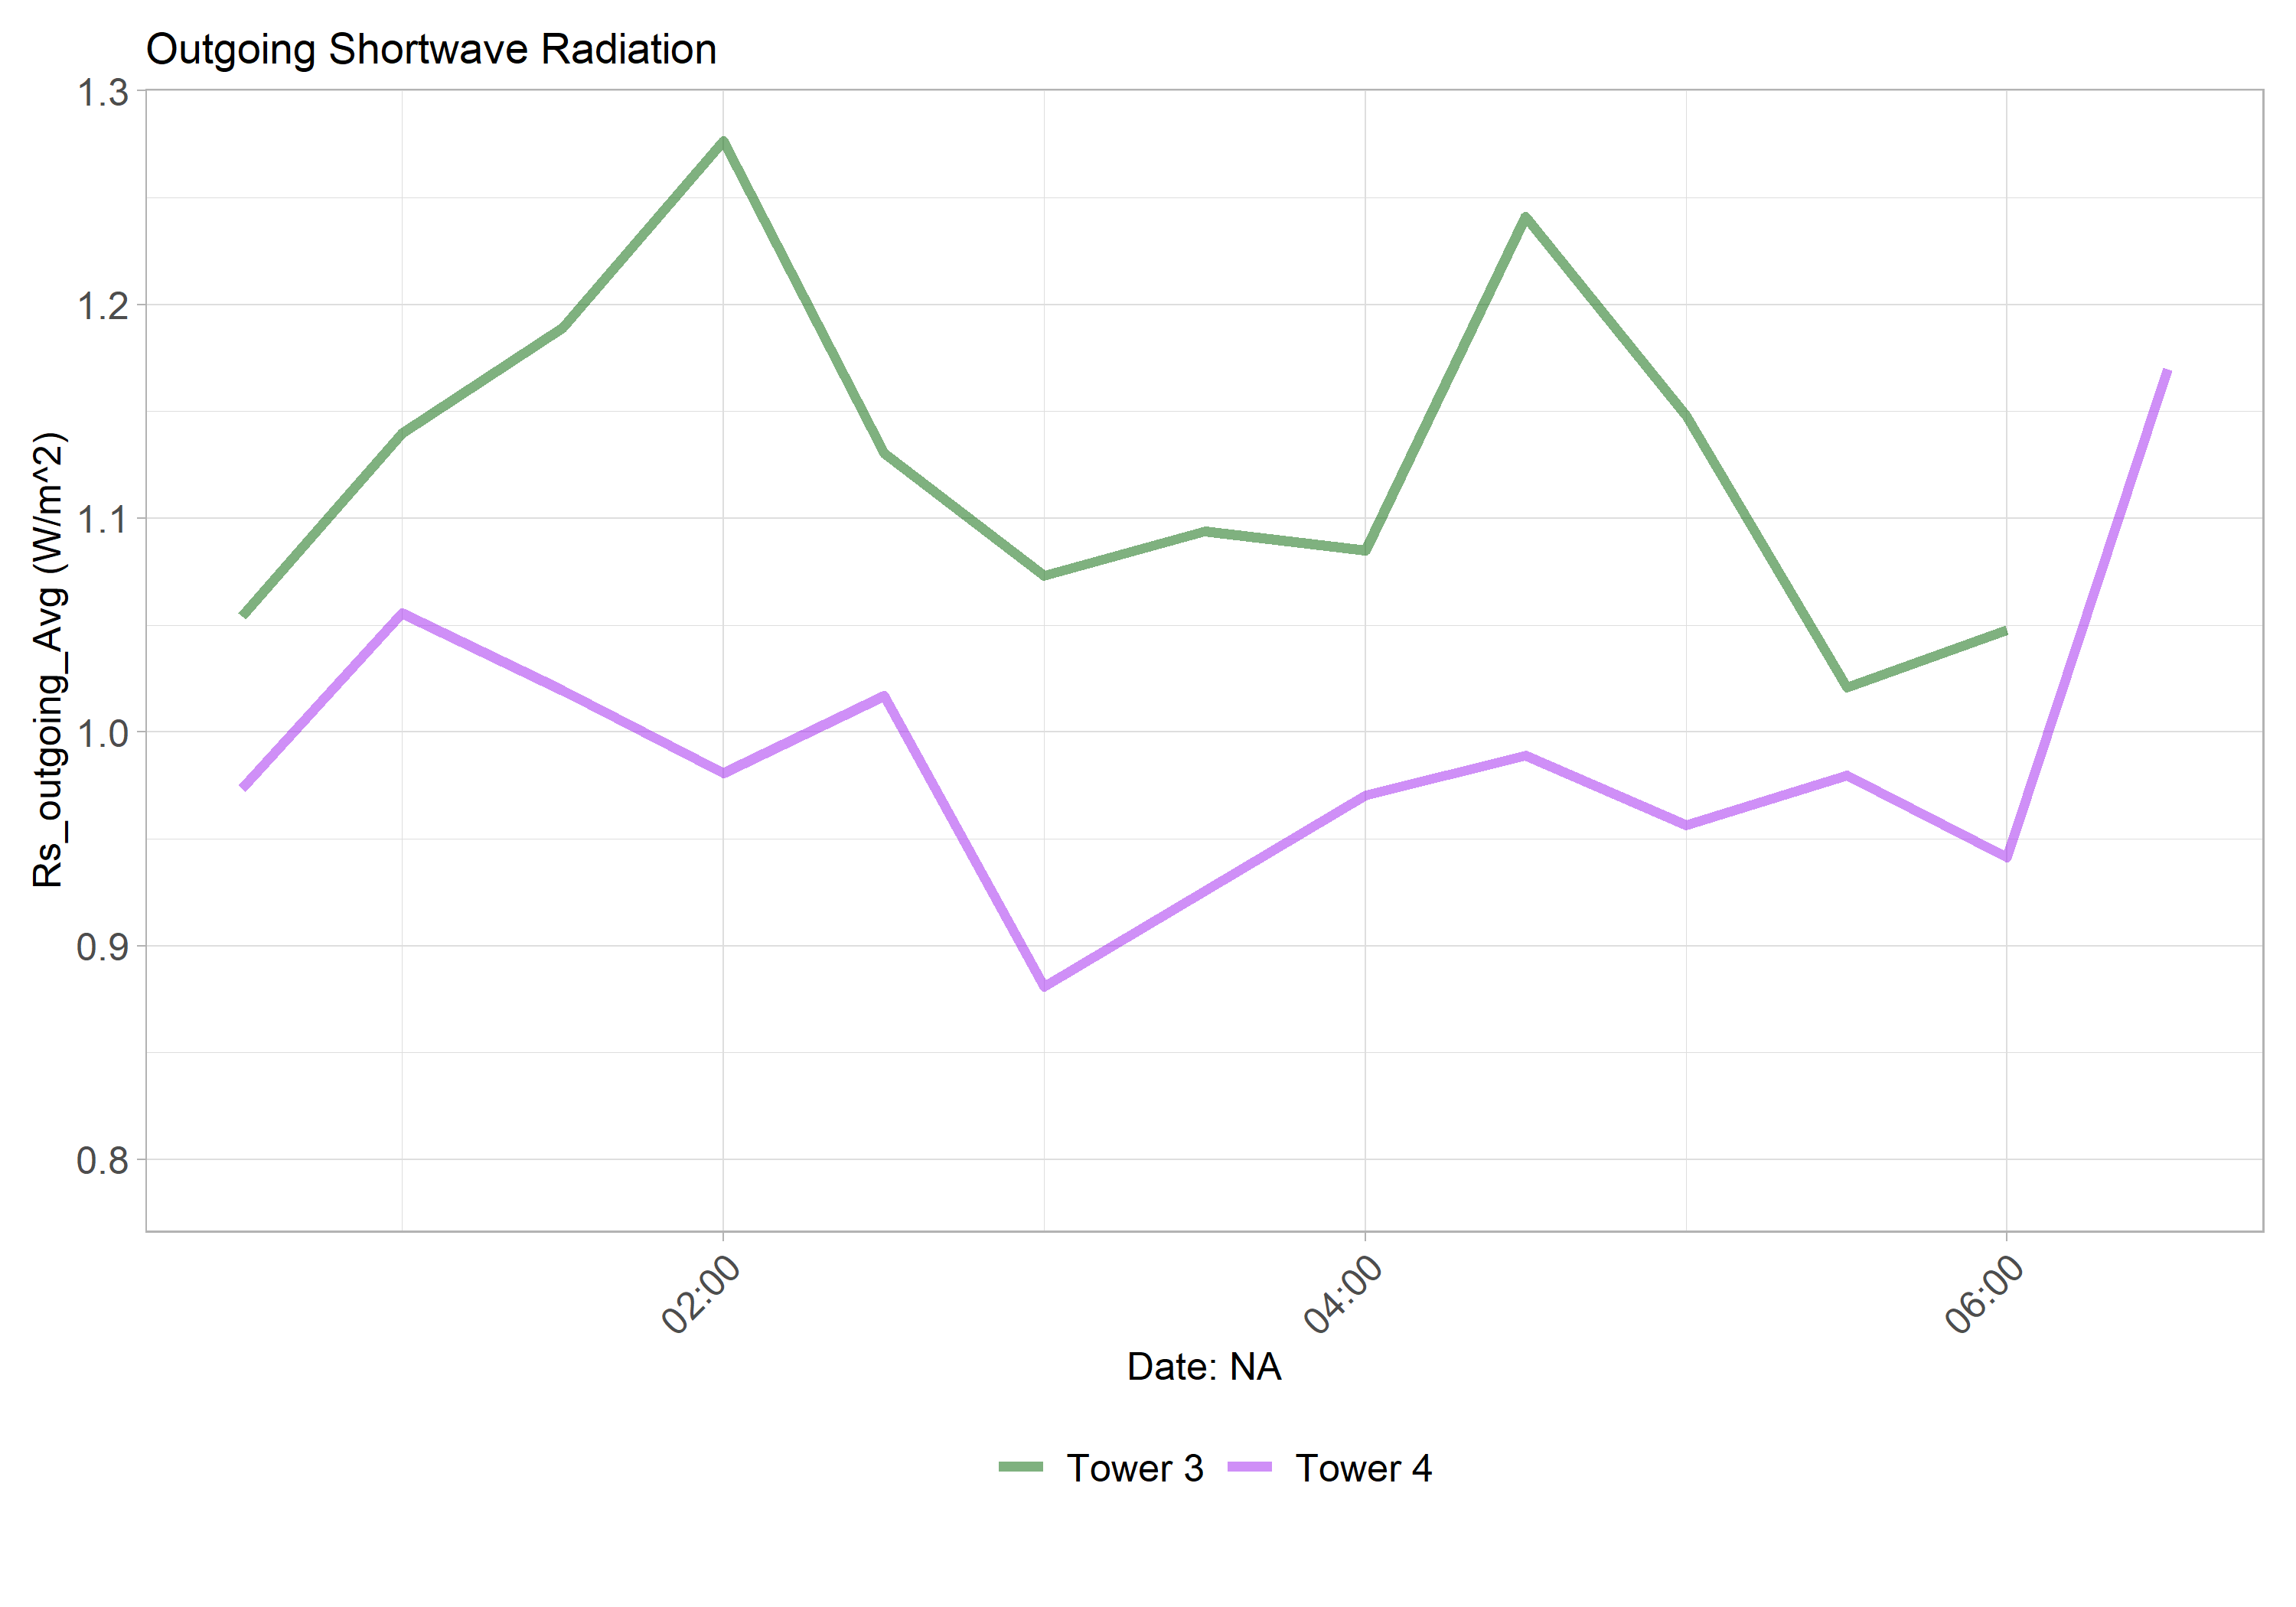 Outgoing Shortwave Radiation
Rs_outgoing_Avg (W/m^2)
1.3
1.2
1.1
1.0
0.9
0.8
02:00
04:00
06:00
Date: NA
Tower 3
Tower 4